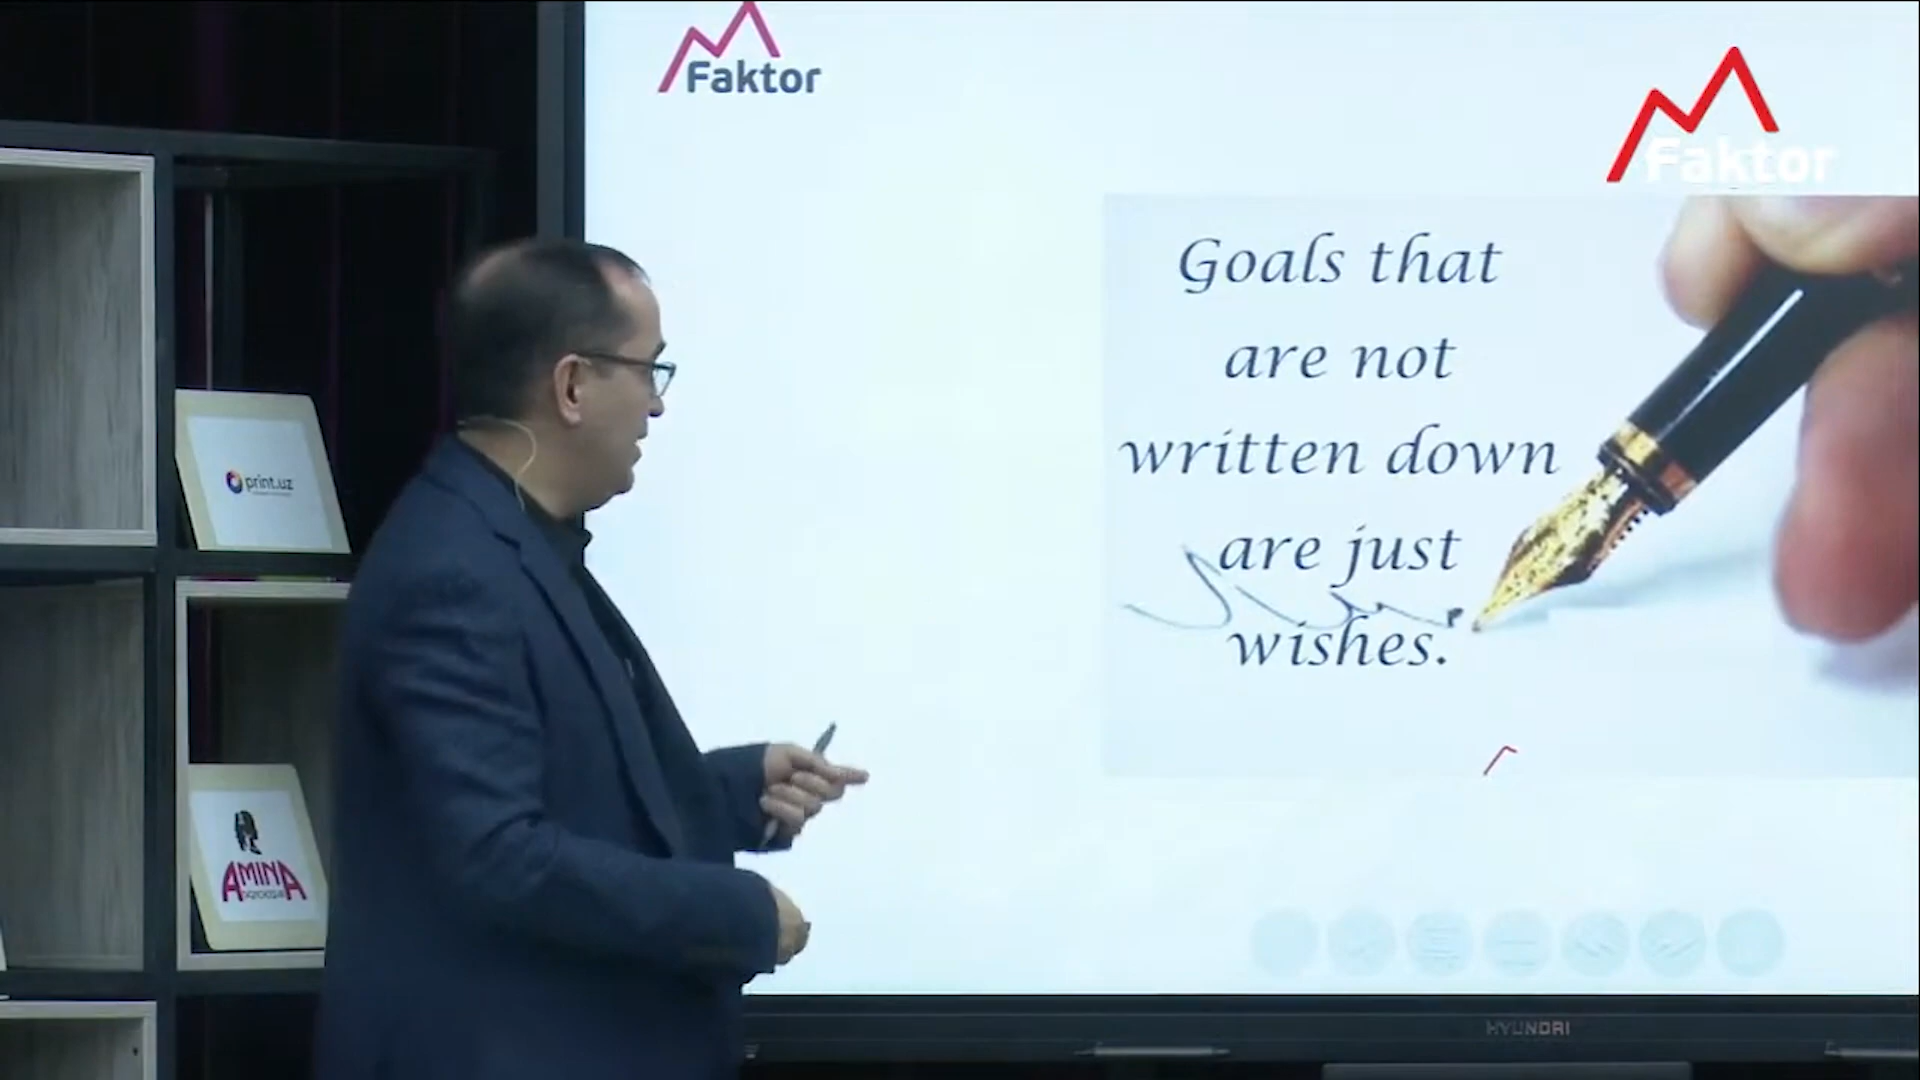 Faktor
Faktor
Goals that
are not
written down
are just
wishes.
print.uz
AMINA
HYUNDAI